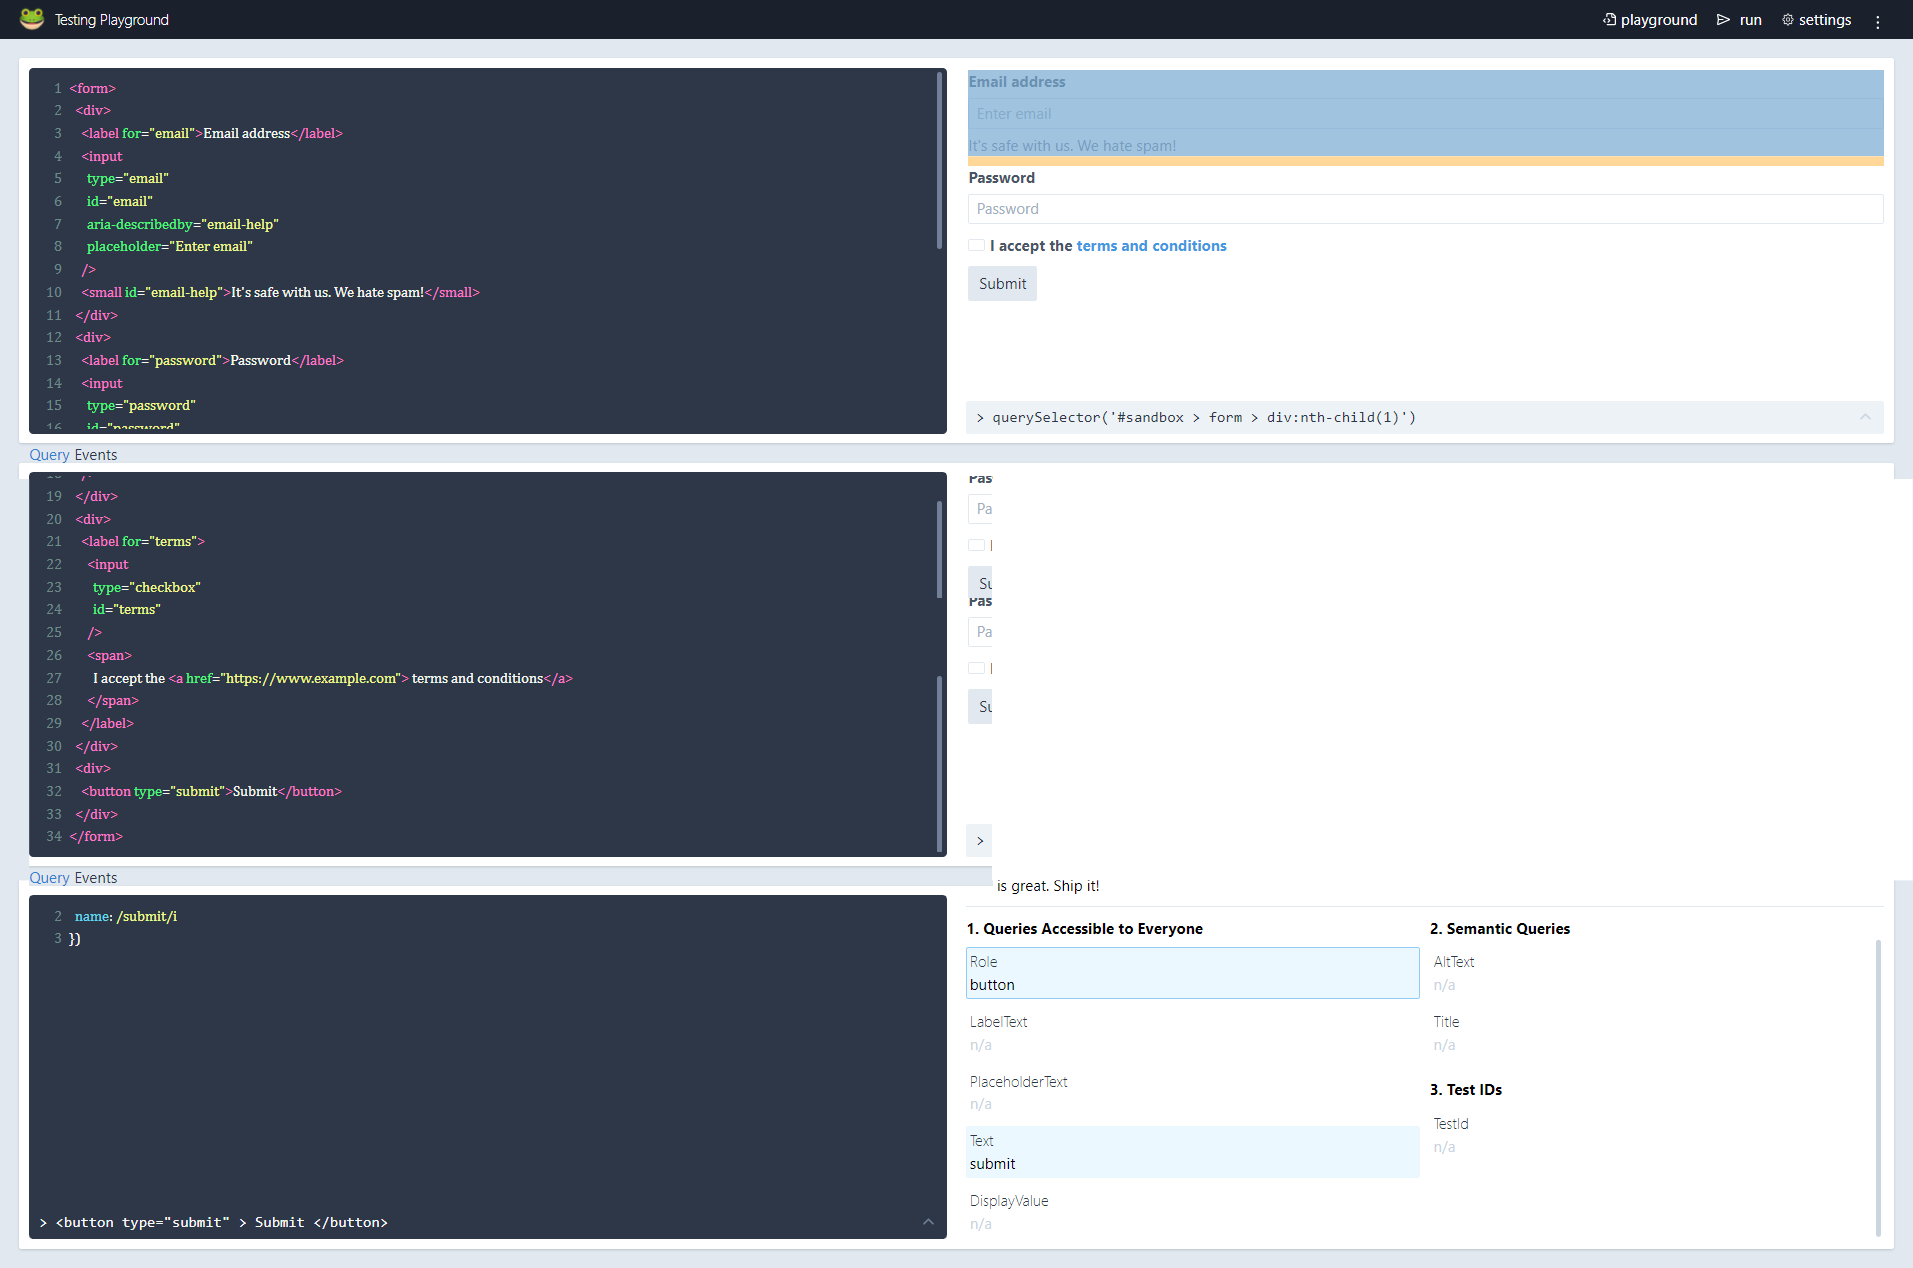 Testing Playground
playground
run
settings
1 <form>
2 <div>
3 <label for="email">Email address</label>
4 <input
5 type="email"
6 id="email"
7 aria-describedby="email-help"
8 placeholder="Enter email"
9 />
10 <small id="email-help">It's safe with us. We hate spam!</small>
11 </div>
12 <div>
13 <label for="password">Password</label>
14 <input
15 type="password"
16 id="password"
Email address
Enter email
It's safe with us. We hate spam!
Password
Password
I accept the terms and conditions
Submit
> querySelector('#sandbox > form > div:nth-child(1)')
Query Events
19 </div>
20 <div>
21 <label for="terms">
22 <input
23 type="checkbox"
24 id="terms"
25 />
26 <span>
27 I accept the <a href="https://www.example.com"> terms and conditions</a>
28 </span>
29 </label>
30 </div>
31 <div>
32 <button type="submit">Submit</button>
33 </div>
34 </form>
Pas
Pa
I
Su
Pas
Pa
I
Su
>
Query Events
2 name: /submit/i
3 })
> <button type="submit" > Submit </button>
is great. Ship it!
1. Queries Accessible to Everyone
Role
button
LabelText
n/a
PlaceholderText
n/a
Text
submit
DisplayValue
n/a
2. Semantic Queries
AltText
n/a
Title
n/a
3. Test IDs
TestId
n/a